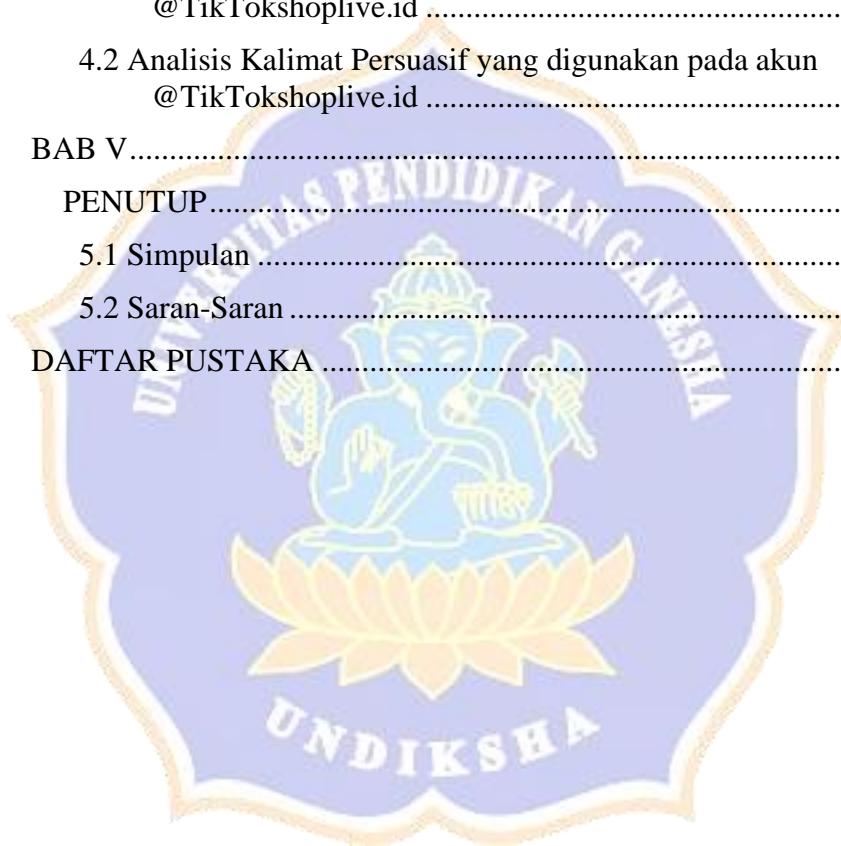 @TikTokshoplive.id ....................................................
4.2 Analisis Kalimat Persuasif yang digunakan pada akun
@TikTokshoplive.id ....................................................
BAB V.........................................................................................
PENUTUP...............................................................................
5.1 Simpulan .........................................................................
5.2 Saran-Saran .....................................................................
DAFTAR PUSTAKA .................................................................
UNIVERSITAS PENDIDIKAN GANESHA
UNDIKSHA